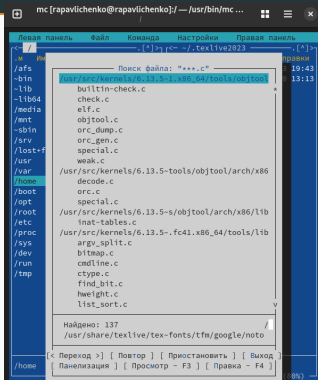 mc [rapavlichenko@rapavlichenko]:/ — /usr/bin/mc ...
/
Левая панель Файл Команда Настройки Правая панель
<— / .[^]>
<— ~/.texlive2023 .[^]>
/afs
~bin
~lib
~lib64
/media
/mnt
~sbin
/srv
/lost+f
/usr
/var
/home
/boot
/opt
/root
/etc
/proc
/sys
/dev
/run
/tmp
19:43
13:13
Поиск файла: "***.c"
/usr/src/kernels/6.13.5~1.x86_64/tools/objtool
builtin-check.c
check.c
elf.c
objtool.c
orc_dump.c
orc_gen.c
special.c
weak.c
/usr/src/kernels/6.13.5~tools/objtool/arch/x86
decode.c
orc.c
special.c
/usr/src/kernels/6.13.5~s/objtool/arch/x86/lib
inat-tables.c
/usr/src/kernels/6.13.5~.fc41.x86_64/tools/lib
argv_split.c
bitmap.c
cmdline.c
ctype.c
find_bit.c
hweight.c
list_sort.c
Найдено: 137 /
/usr/share/texlive/tex~fonts/tfm/google/noto
[< Переход >] [ Повтор ] [ Приостановить ] [ Выход ]
[ Панелизация ] [ Просмотр - F3 ] [ Правка - F4 ]
/home